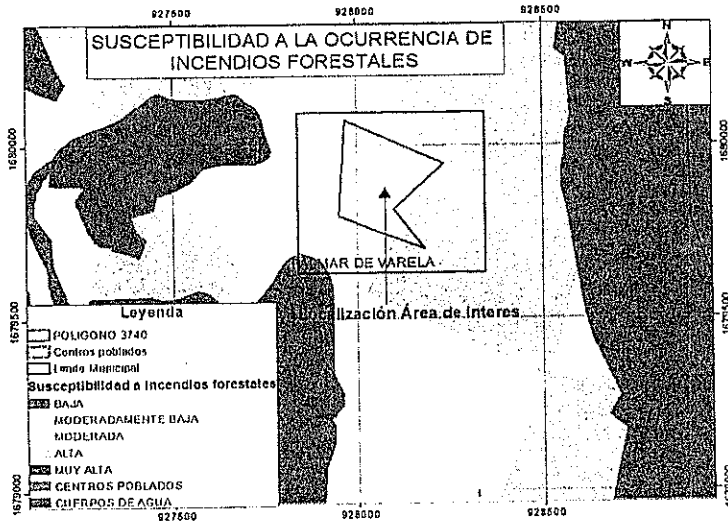 927500 928000 928500
SUSCEPTIBILIDAD A LA OCURRENCIA DE
INCENDIOS FORESTALES
N
W E
S
1680000
1680000
MAR DE VARELA
Localización Área de Interes
1679500
1679500
Leyenda
POLIGONO 3740
Centros poblados
Limite Municipal
Susceptibilidad a incendios forestales
BAJA
MODERADAMENTE BAJA
MODERADA
ALTA
MUY ALTA
CENTROS POBLADOS
CUERPOS DE AGUA
1679000
927500 928000 928500